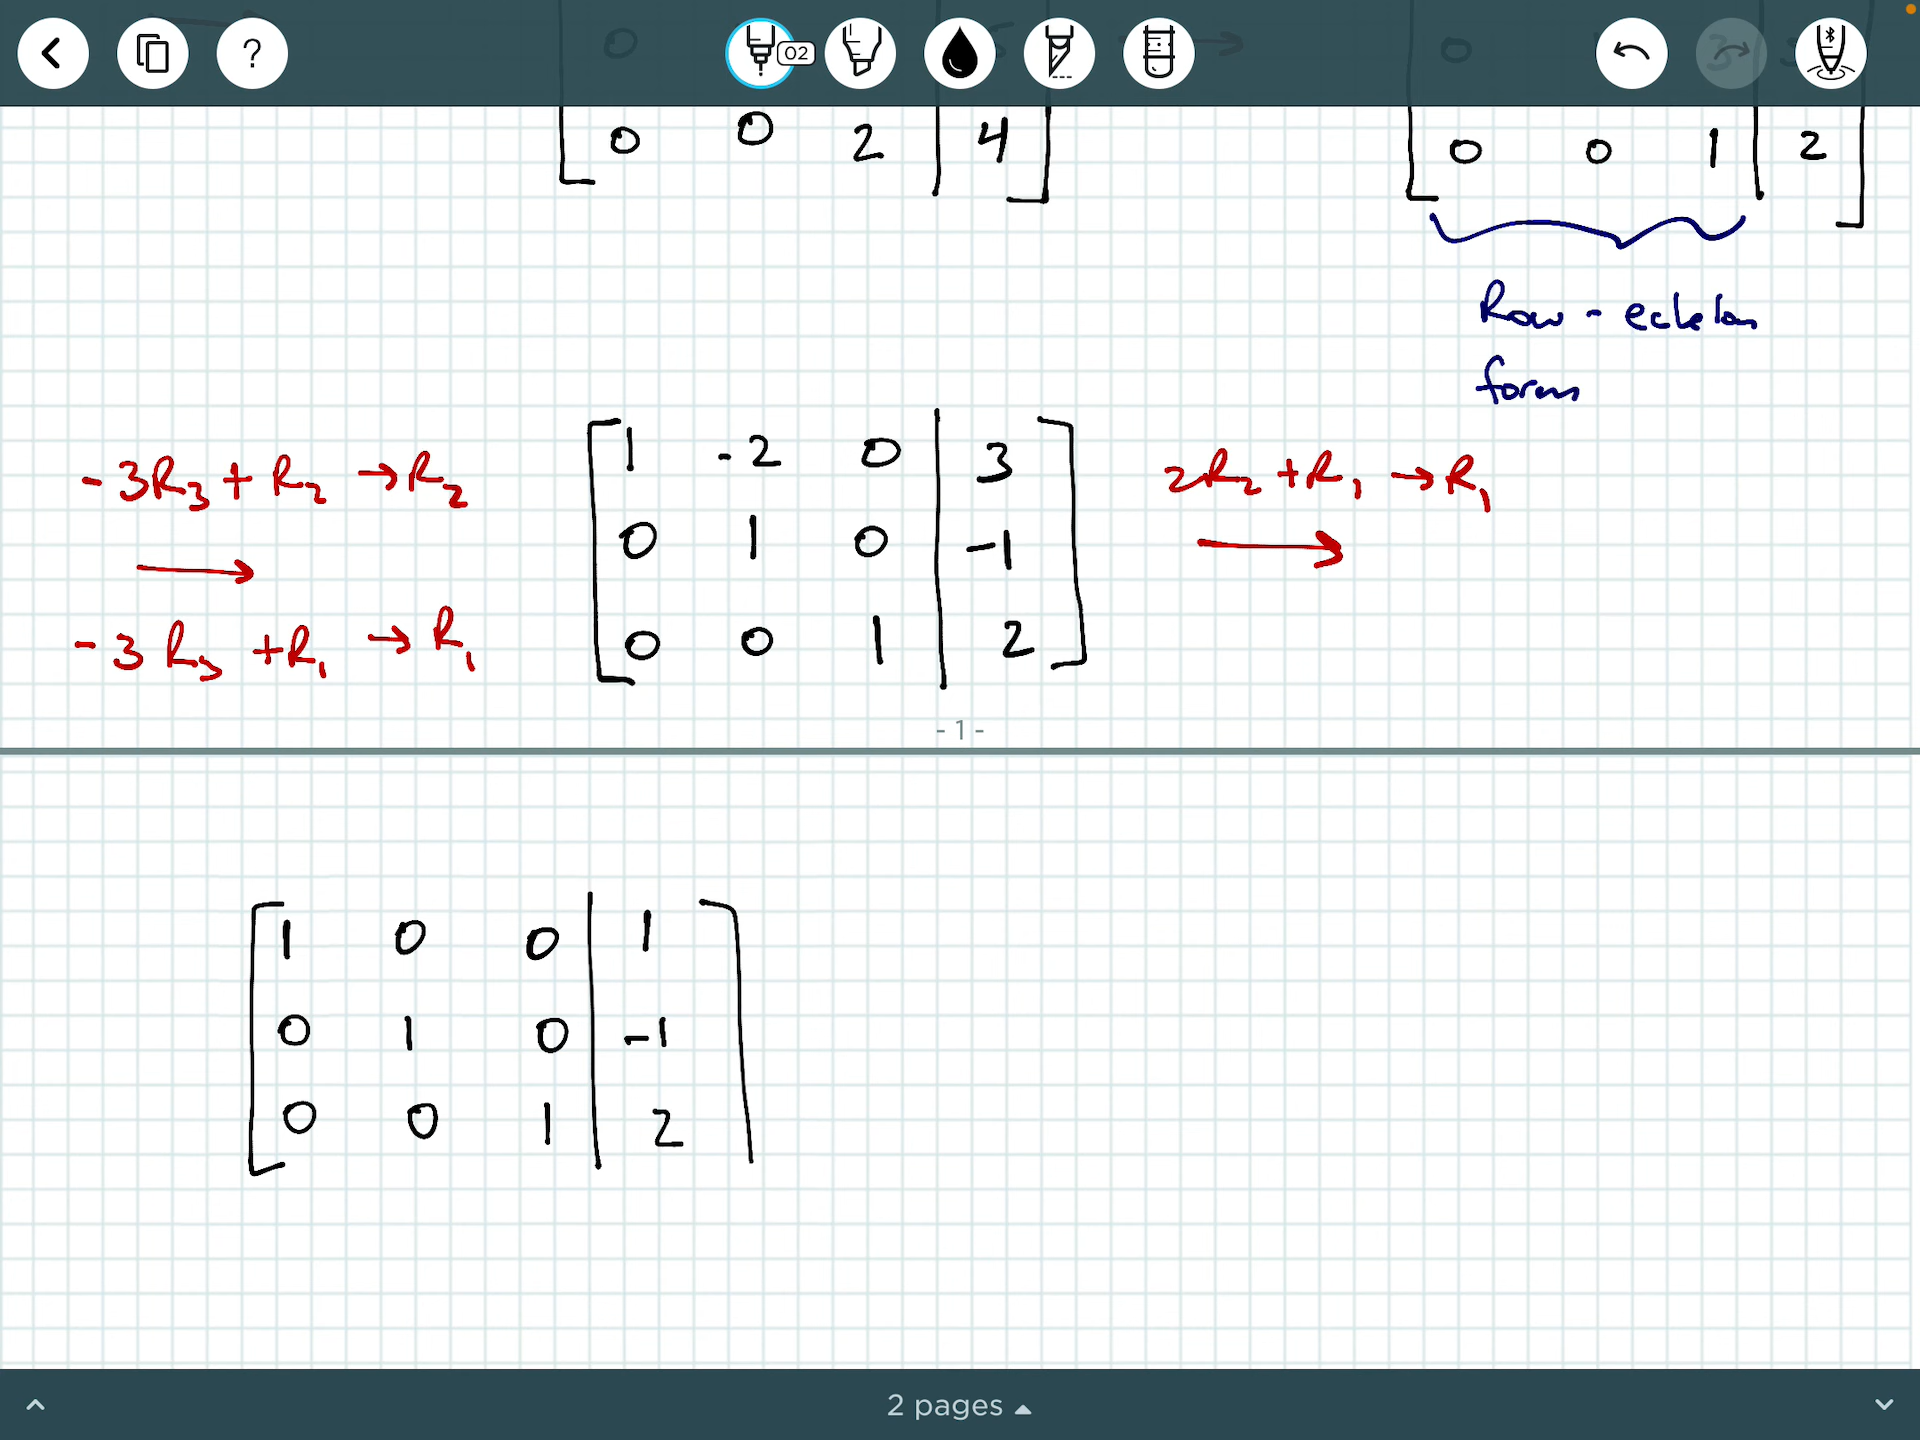 ?
02
0 0 2 | 4
0 0 1 | 2
Row - echelon
form
-3R₃ + R₂ → R₂
-3R₃ + R₁ → R₁
1 -2 0 | 3
0 1 0 | -1
0 0 1 | 2
2R₂ + R₁ → R₁
- 1 -
1 0 0 | 1
0 1 0 | -1
0 0 1 | 2
2 pages